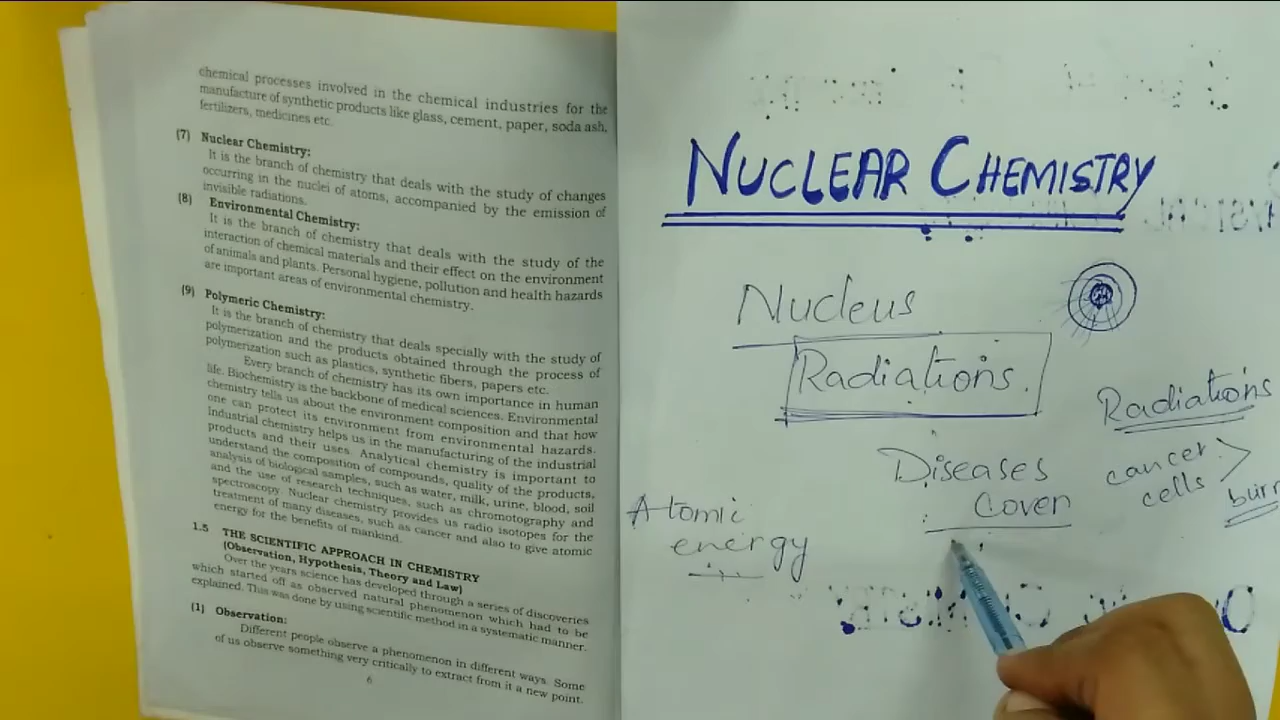 chemical processes involved in the chemical industries for the
manufacture of synthetic products like glass, cement, paper, soda ash,
fertilizers, medicines etc.
(7) Nuclear Chemistry:
It is the branch of chemistry that deals with the study of changes
occurring in the nuclei of atoms, accompanied by the emission of
invisible radiations.
(8) Environmental Chemistry:
It is the branch of chemistry that deals with the study of the
interaction of chemical materials and their effect on the environment
of animals and plants. Personal hygiene, pollution and health hazards
are important areas of environmental chemistry.
(9) Polymeric Chemistry:
It is the branch of chemistry that deals specially with the study of
polymerization and the products obtained through the process of
polymerization such as plastics, synthetic fibers, papers etc.
Every branch of chemistry has its own importance in human
life. Biochemistry is the backbone of medical sciences. Environmental
chemistry tells us about the environment composition and that how
one can protect its environment from environmental hazards.
Industrial chemistry helps us in the manufacturing of the industrial
products and their uses. Analytical chemistry is important to
understand the composition of compounds, quality of the products,
analysis of biological samples, such as water, milk, urine, blood, soil
and the use of research techniques, such as chromotography and
spectroscopy. Nuclear chemistry provides us radio isotopes for the
treatment of many diseases, such as cancer and also to give atomic
energy for the benefits of mankind.
1.5 THE SCIENTIFIC APPROACH IN CHEMISTRY
(Observation, Hypothesis, Theory and Law)
Over the years science has developed through a series of discoveries
which started off as observed natural phenomenon which had to be
explained. This was done by using scientific method in a systematic manner.
(1) Observation:
Different people observe a phenomenon in different ways. Some
of us observe something very critically to extract from it a new point.
6
NUCLEAR CHEMISTRY
Nucleus
Radiations.
Radiations
Diseases
Cover
cancer
cells
burn
Atomic
energy